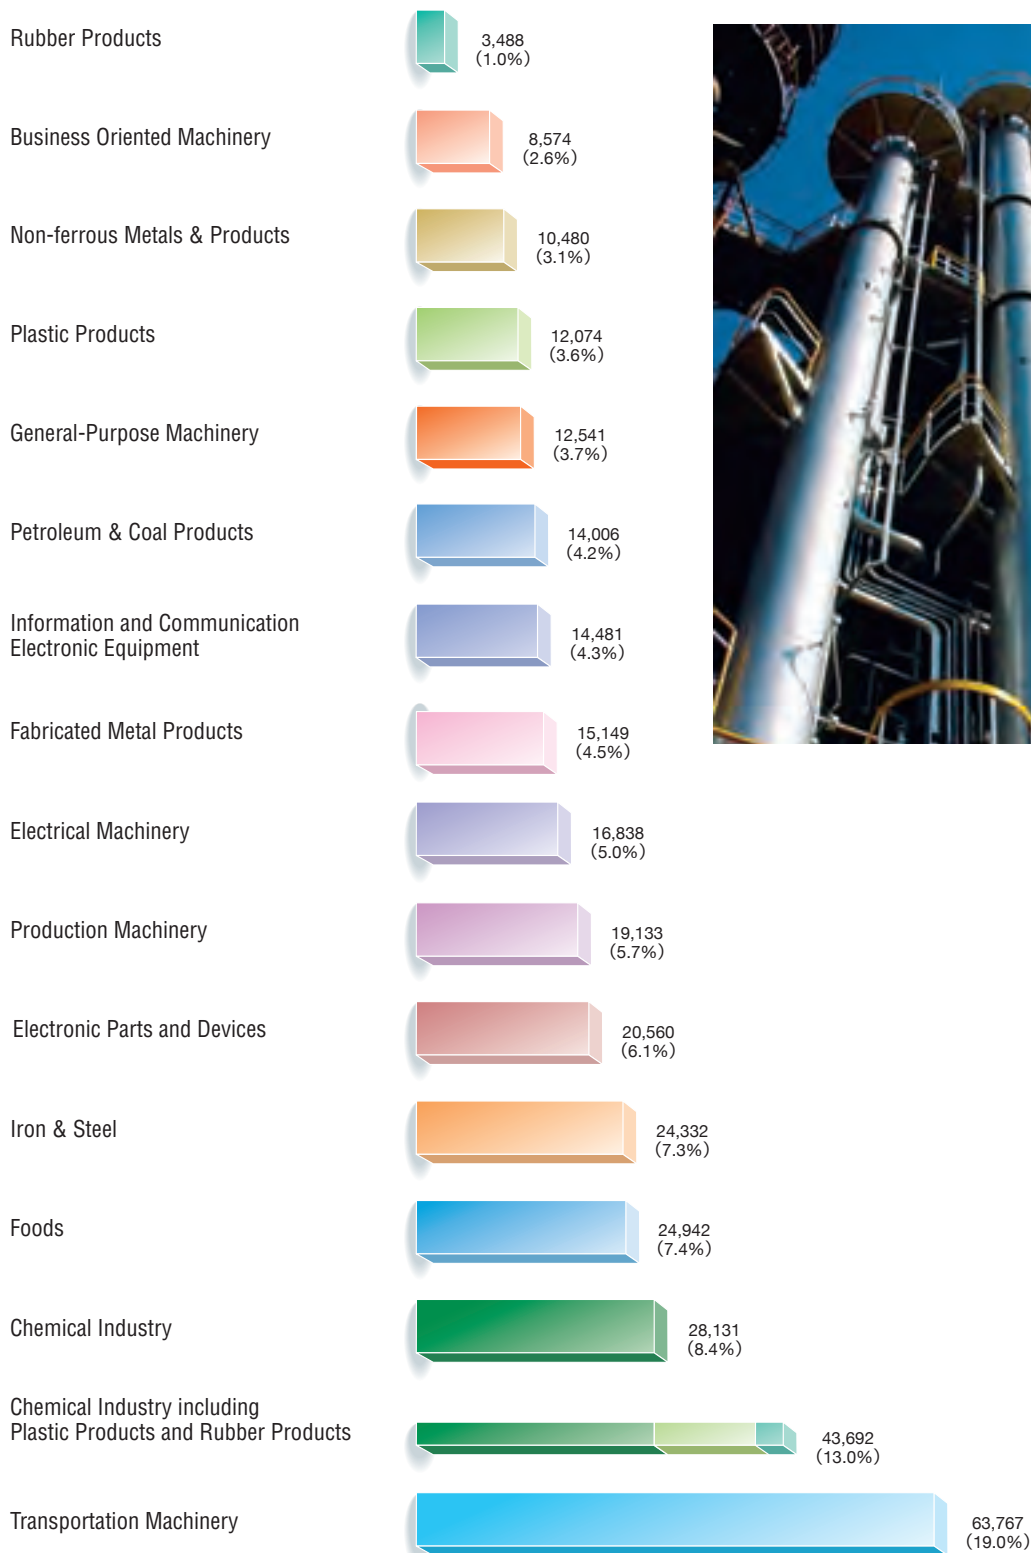 Rubber Products
3,488
(1.0%)
Business Oriented Machinery
8,574
(2.6%)
Non-ferrous Metals & Products
10,480
(3.1%)
Plastic Products
12,074
(3.6%)
General-Purpose Machinery
12,541
(3.7%)
Petroleum & Coal Products
14,006
(4.2%)
Information and Communication
Electronic Equipment
14,481
(4.3%)
Fabricated Metal Products
15,149
(4.5%)
Electrical Machinery
16,838
(5.0%)
Production Machinery
19,133
(5.7%)
Electronic Parts and Devices
20,560
(6.1%)
Iron & Steel
24,332
(7.3%)
Foods
24,942
(7.4%)
Chemical Industry
28,131
(8.4%)
Chemical Industry including
Plastic Products and Rubber Products
43,692
(13.0%)
Transportation Machinery
63,767
(19.0%)